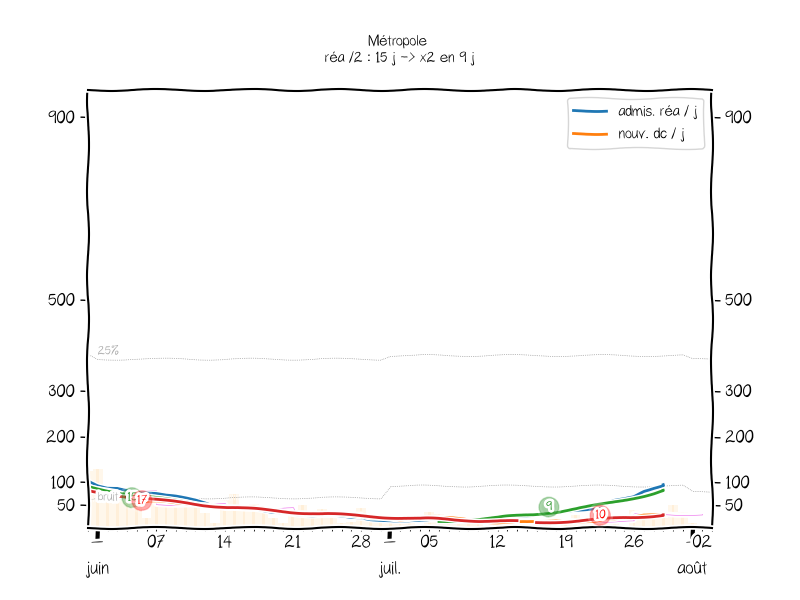 Métropole
réa /2 : 15 j -> x2 en 9 j
admis. réa / j
nouv. dc / j
900 900
500 500
25%
300 300
200 200
100 100
bruit 17 9 10
50 50
07 14 21 28 05 12 19 26 02
juin juil. août